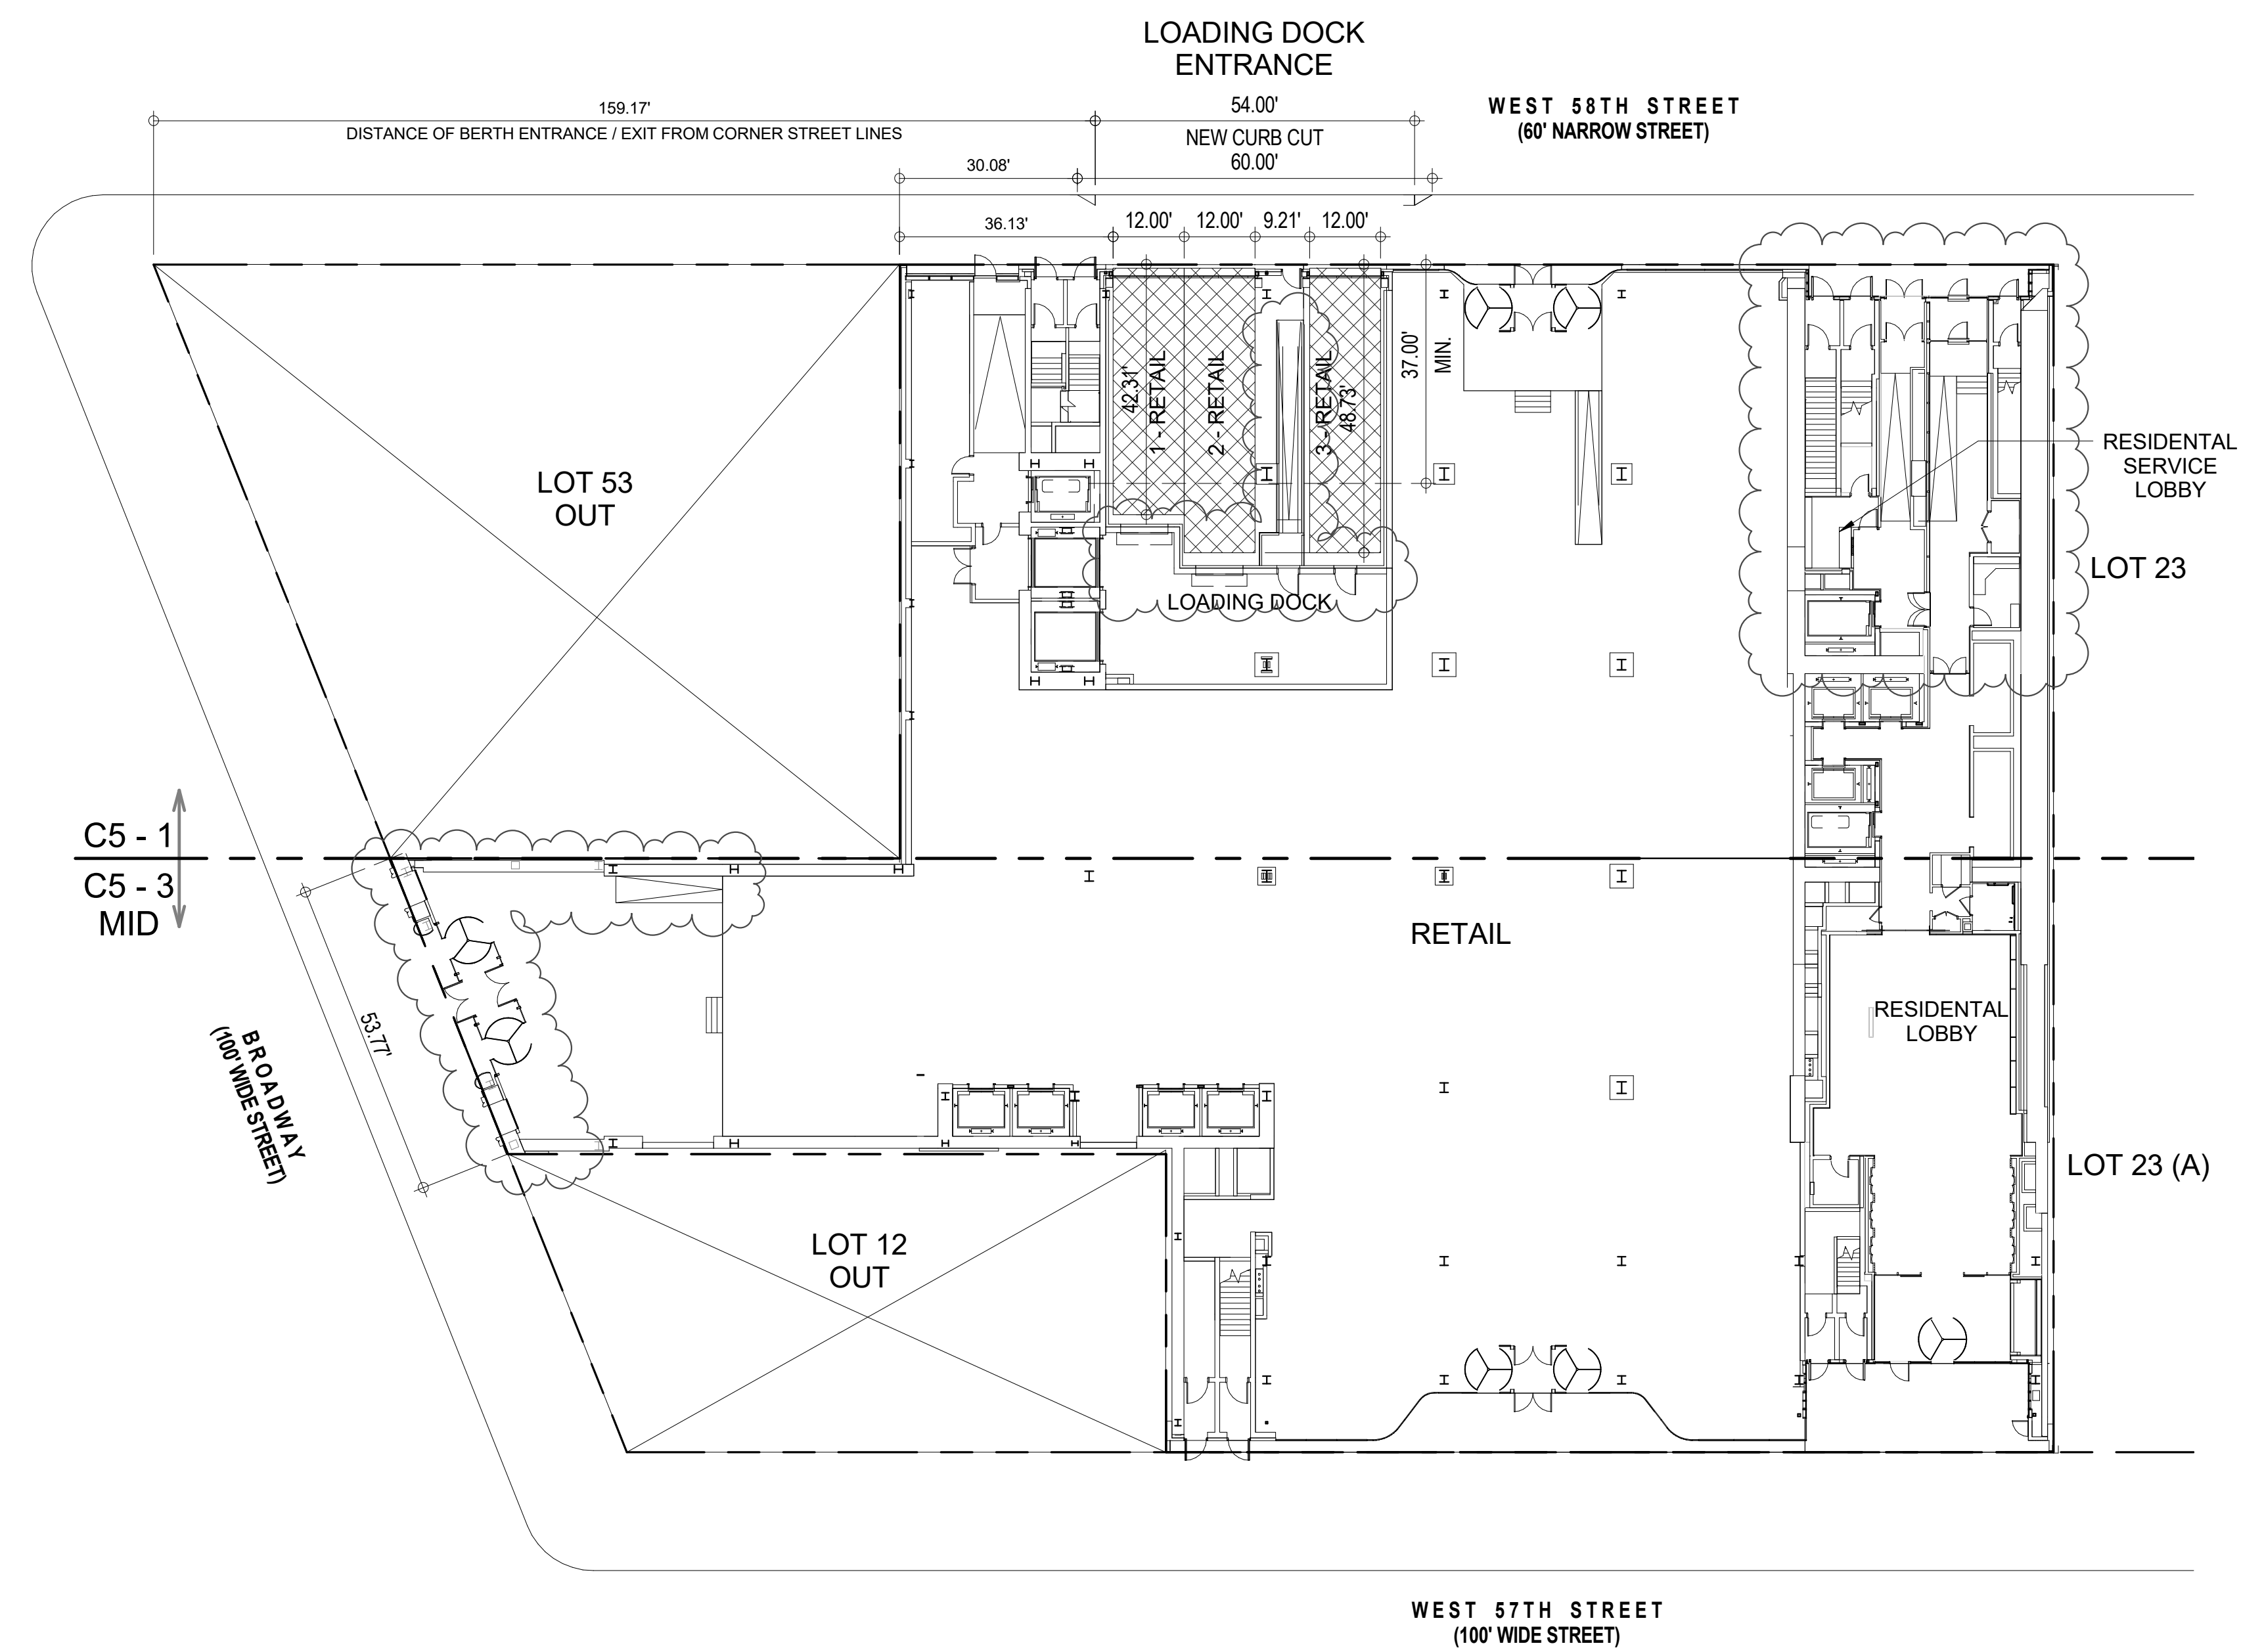 LOADING DOCK
ENTRANCE
159.17'
DISTANCE OF BERTH ENTRANCE / EXIT FROM CORNER STREET LINES
54.00'
NEW CURB CUT
60.00'
WEST 58TH STREET
(60' NARROW STREET)
30.08'
36.13'
12.00'
12.00'
9.21'
12.00'
42.31'
1 - RETAIL
2 - RETAIL
3 - RETAIL
48.73'
37.00'
MIN.
RESIDENTAL
SERVICE
LOBBY
LOT 53
OUT
LOT 23
LOADING DOCK
C5 - 1
C5 - 3
MID
RETAIL
RESIDENTAL
LOBBY
53.77'
BROADWAY
(100' WIDE STREET)
LOT 23 (A)
LOT 12
OUT
WEST 57TH STREET
(100' WIDE STREET)